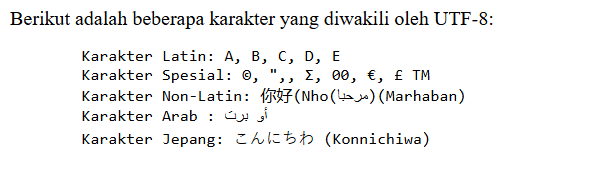 Berikut adalah beberapa karakter yang diwakili oleh UTF-8:
Karakter Latin: A, B, C, D, E
Karakter Spesial: ©, ",, Σ, 00, €, £ TM
Karakter Non-Latin: 你好(Nho(مرحبا)(Marhaban)
Karakter Arab : أو برت
Karakter Jepang: こんにちわ (Konnichiwa)